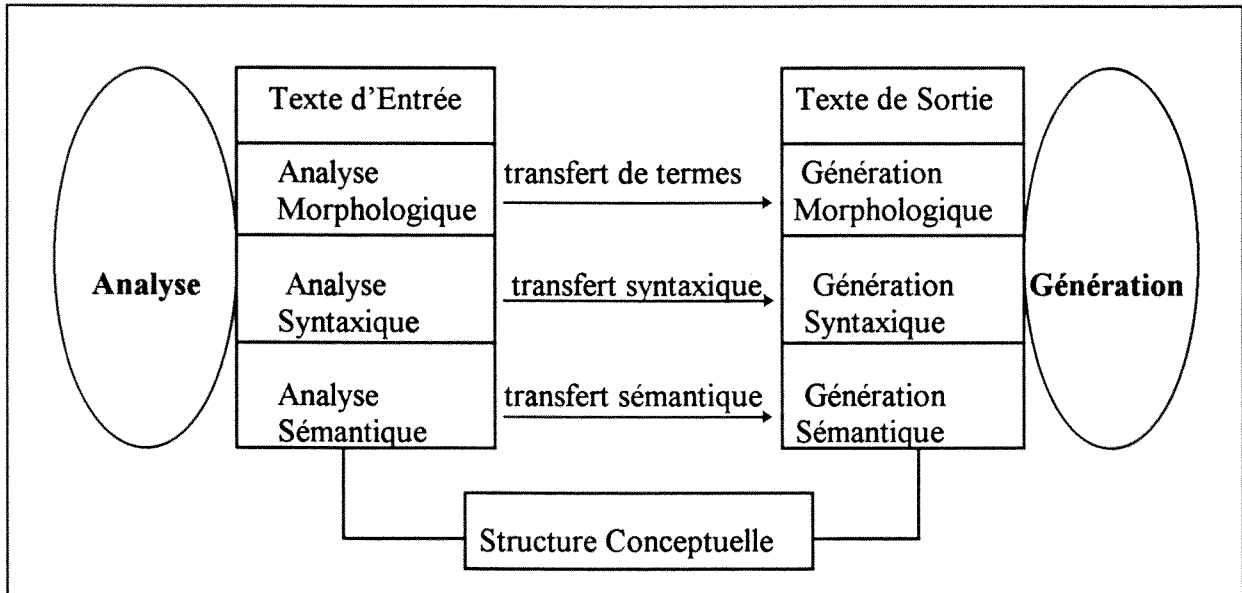 Texte d'Entrée
Texte de Sortie
Analyse
Morphologique
transfert de termes
Génération
Morphologique
Analyse
Analyse
Syntaxique
transfert syntaxique
Génération
Syntaxique
Génération
Analyse
Sémantique
transfert sémantique
Génération
Sémantique
Structure Conceptuelle